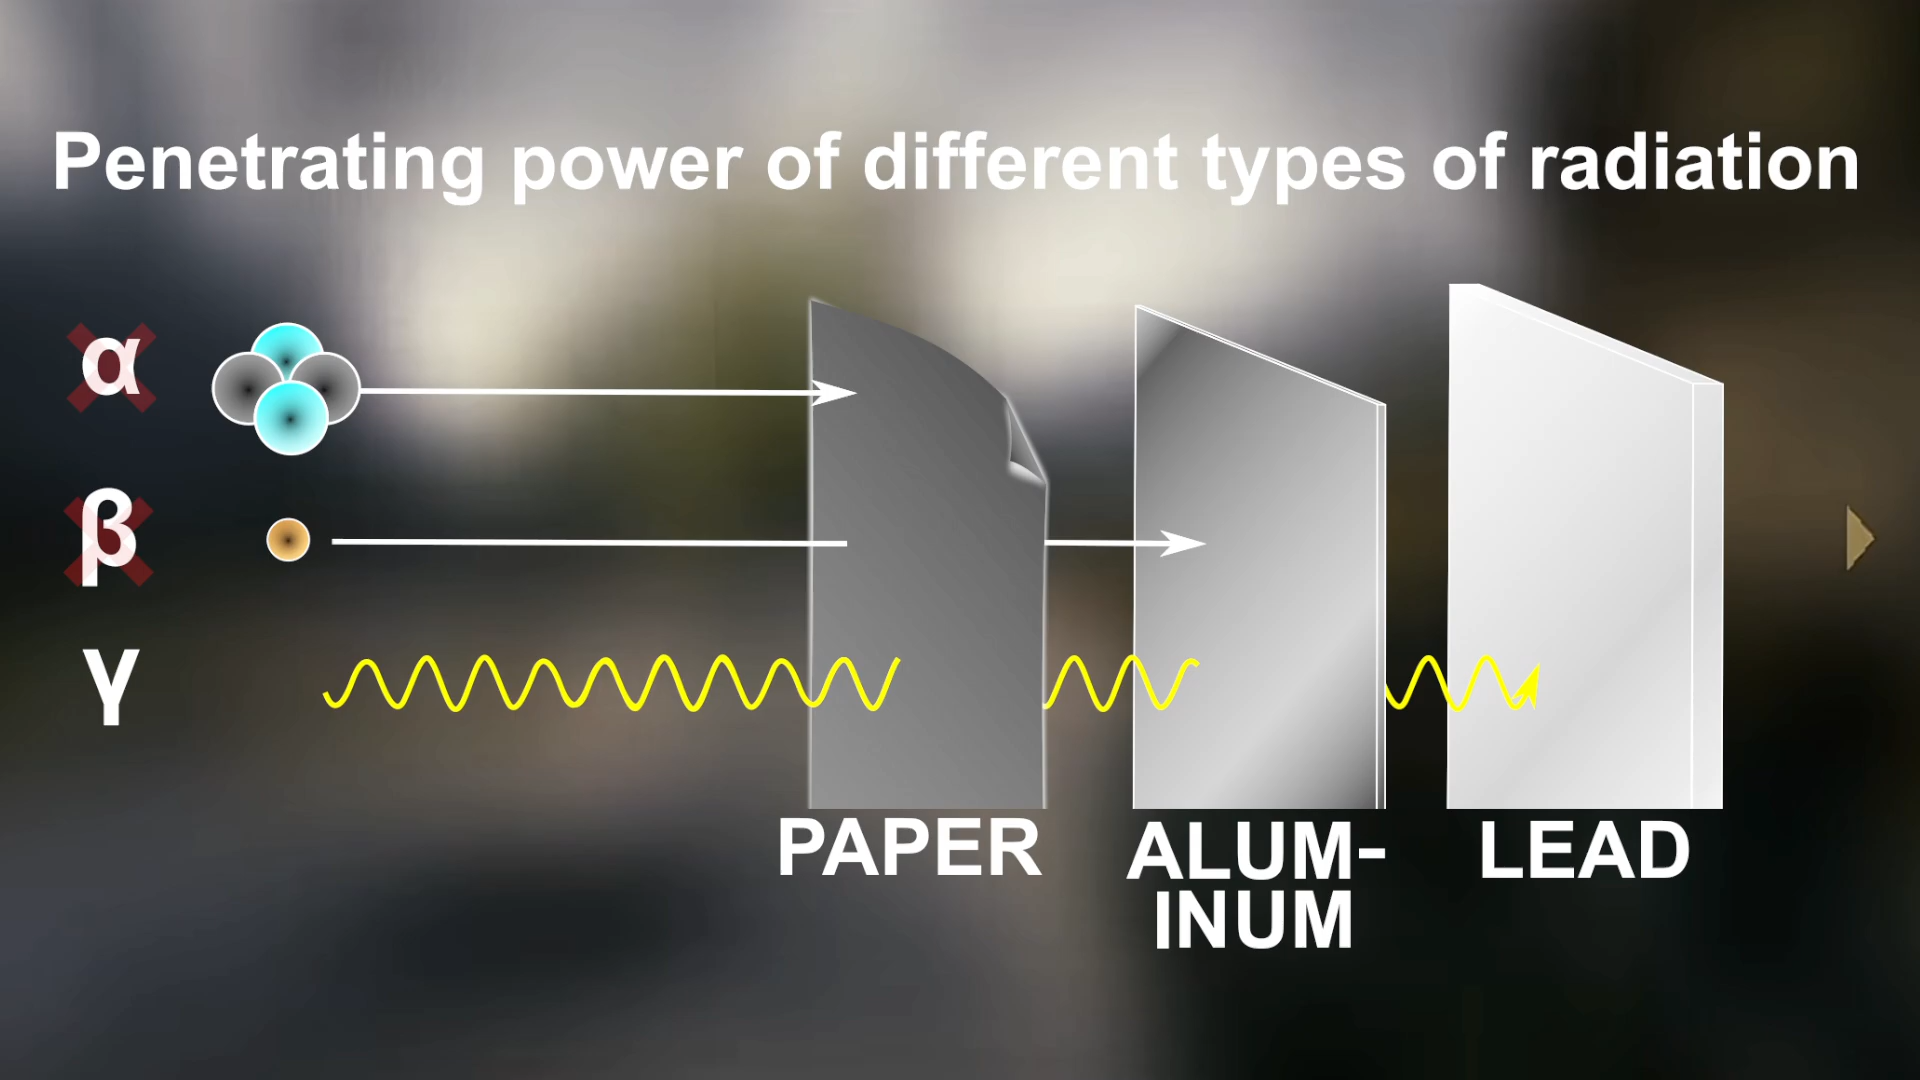 Penetrating power of different types of radiation
α
β
γ
PAPER
ALUM-
INUM
LEAD